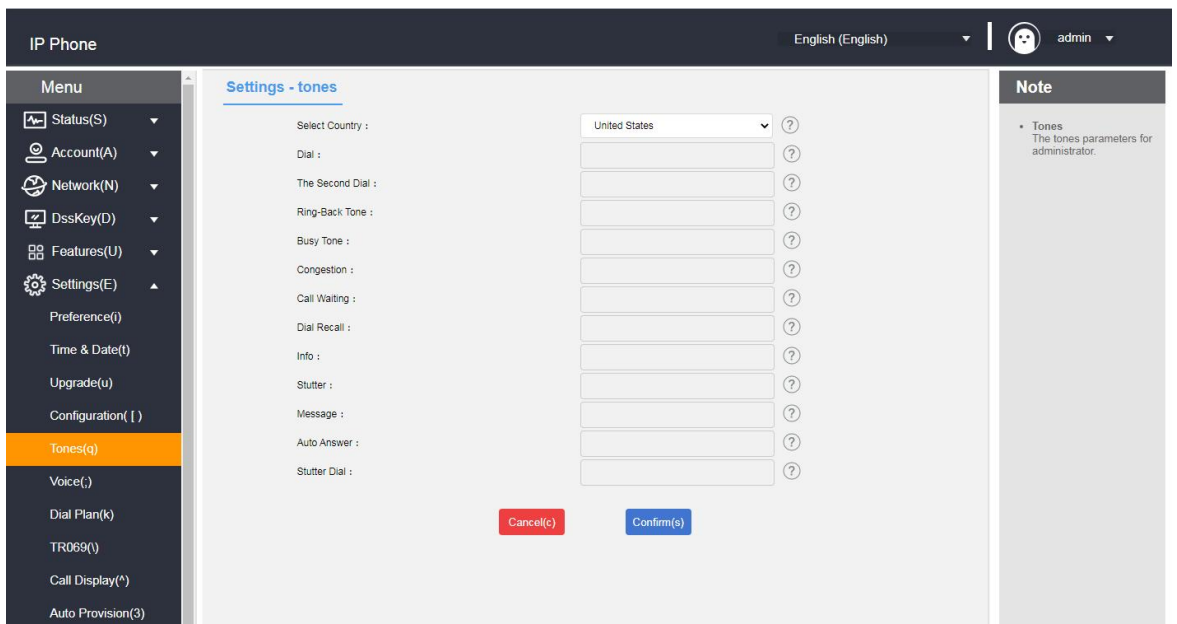 IP Phone
English (English)
admin
Menu
Status(S)
Account(A)
Network(N)
DssKey(D)
Features(U)
Settings(E)
Preference(i)
Time & Date(t)
Upgrade(u)
Configuration( [ )
Tones(q)
Voice(;)
Dial Plan(k)
TR069(\)
Call Display(^)
Auto Provision(3)
Settings - tones
Select Country : United States ?
Dial : ?
The Second Dial : ?
Ring-Back Tone : ?
Busy Tone : ?
Congestion : ?
Call Waiting : ?
Dial Recall : ?
Info : ?
Stutter : ?
Message : ?
Auto Answer : ?
Stutter Dial : ?
Cancel(c) Confirm(s)
Note
• Tones
The tones parameters for
administrator.